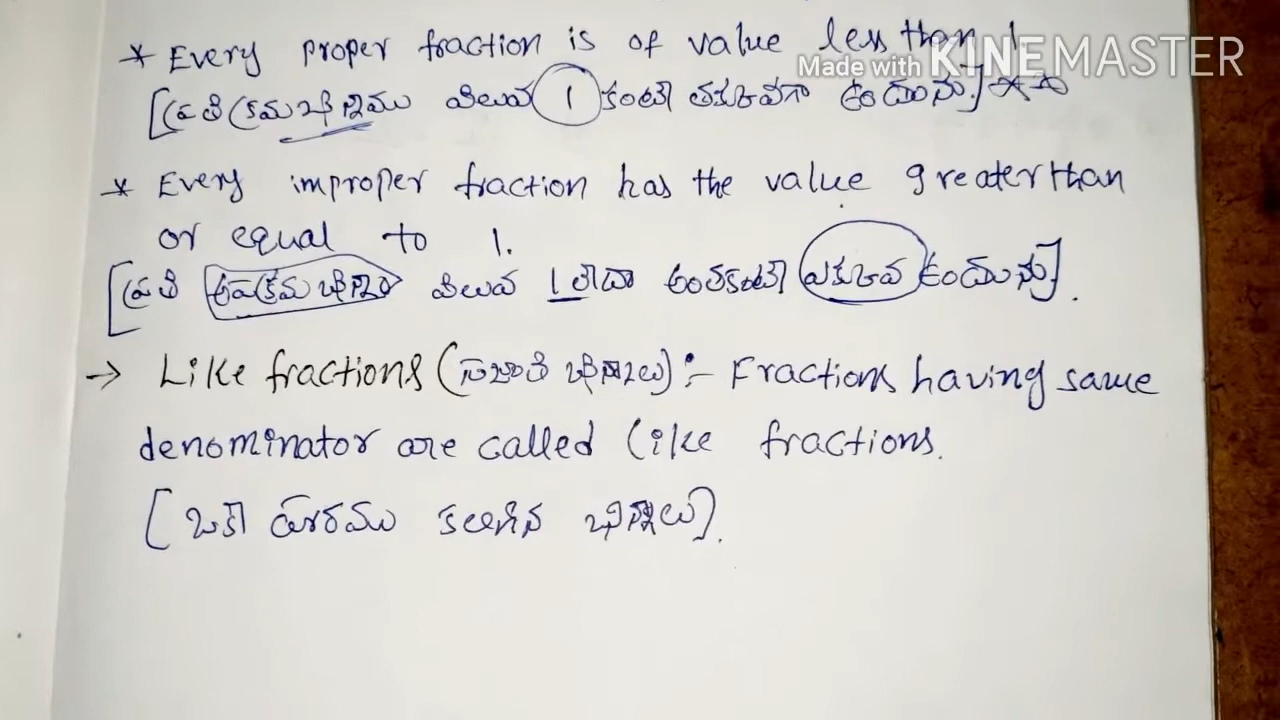 * Every proper fraction is of value less than 1
Made with KINEMASTER
[ప్రతి క్రమభిన్నము విలువ 1 కంటే తక్కువగా ఉండును.]
* Every improper fraction has the value greater than
or equal to 1.
[ప్రతి అపక్రమ భిన్నం విలువ 1 లేదా అంతకంటే ఎక్కువ ఉండును].
→ Like fractions (సజాతి భిన్నాలు) :- Fractions having same
denominator are called like fractions.
[ఒకే హారము కలిగిన భిన్నాలు].